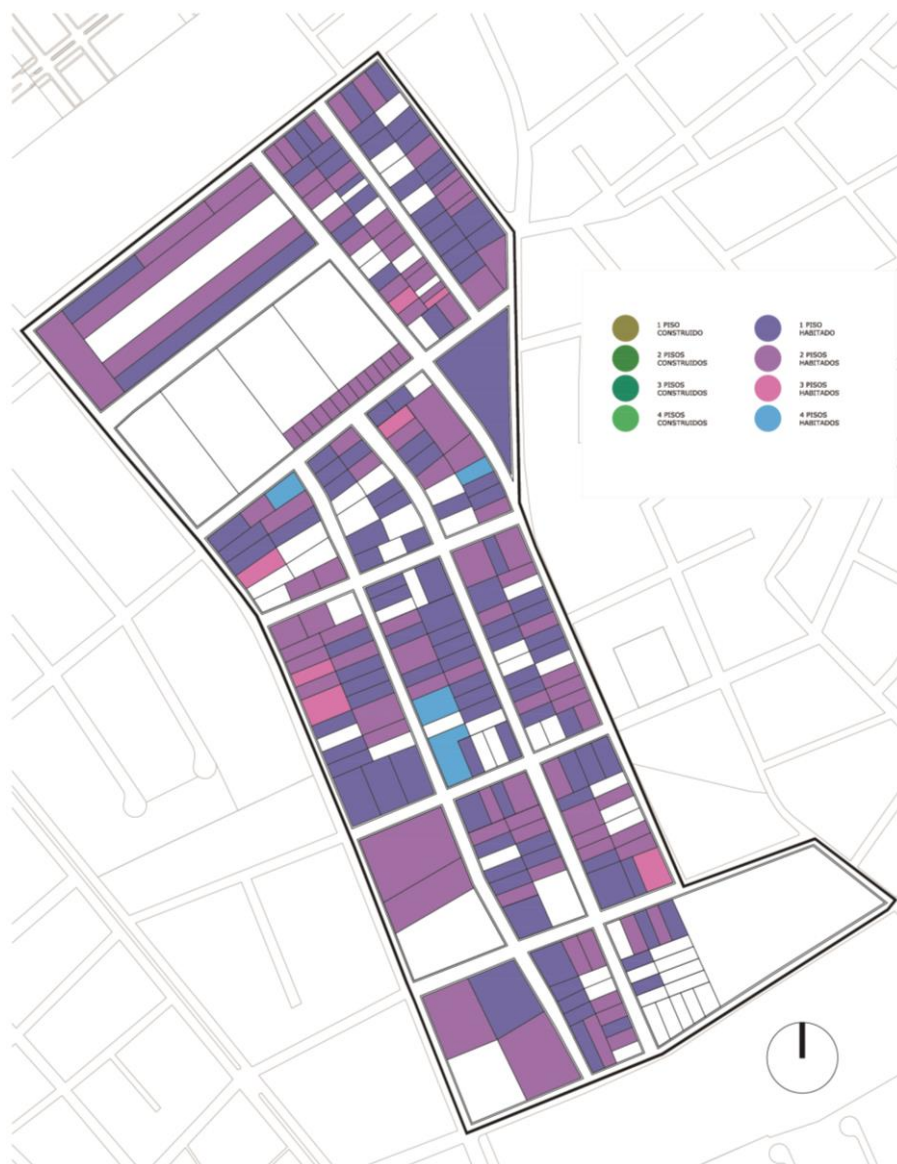 1 PISO
CONSTRUIDO
2 PISOS
CONSTRUIDOS
3 PISOS
CONSTRUIDOS
4 PISOS
CONSTRUIDOS
1 PISO
HABITADO
2 PISOS
HABITADOS
3 PISOS
HABITADOS
4 PISOS
HABITADOS